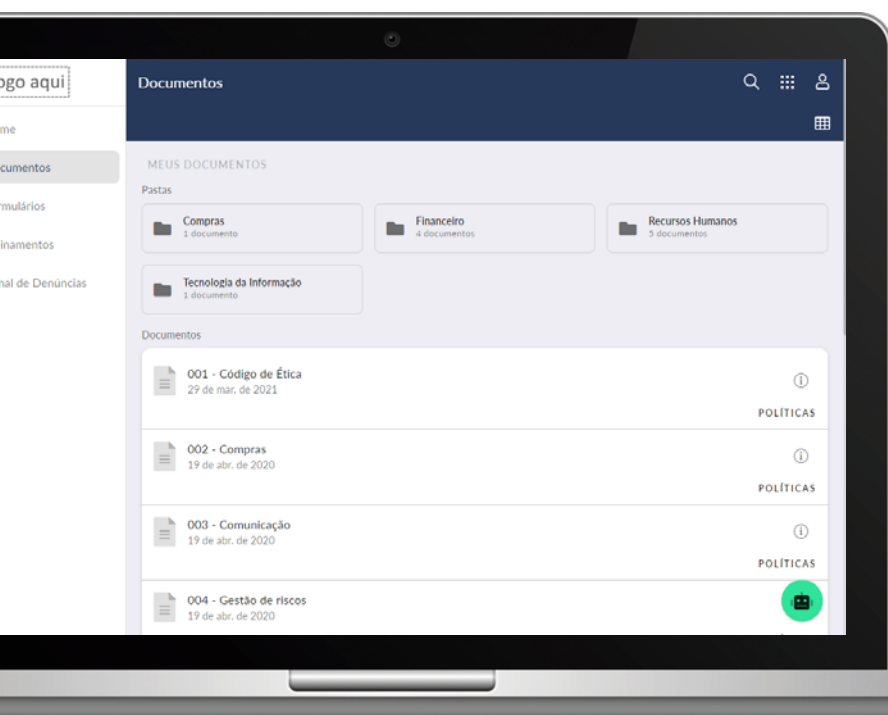 ogo aqui
me
cumentos
rmulários
inamentos
nal de Denúncias
Documentos
MEUS DOCUMENTOS
Pastas
Compras
1 documento
Financeiro
4 documentos
Recursos Humanos
5 documentos
Tecnologia da Informação
1 documento
Documentos
001 - Código de Ética
29 de mar. de 2021
POLÍTICAS
002 - Compras
19 de abr. de 2020
POLÍTICAS
003 - Comunicação
19 de abr. de 2020
POLÍTICAS
004 - Gestão de riscos
19 de abr. de 2020